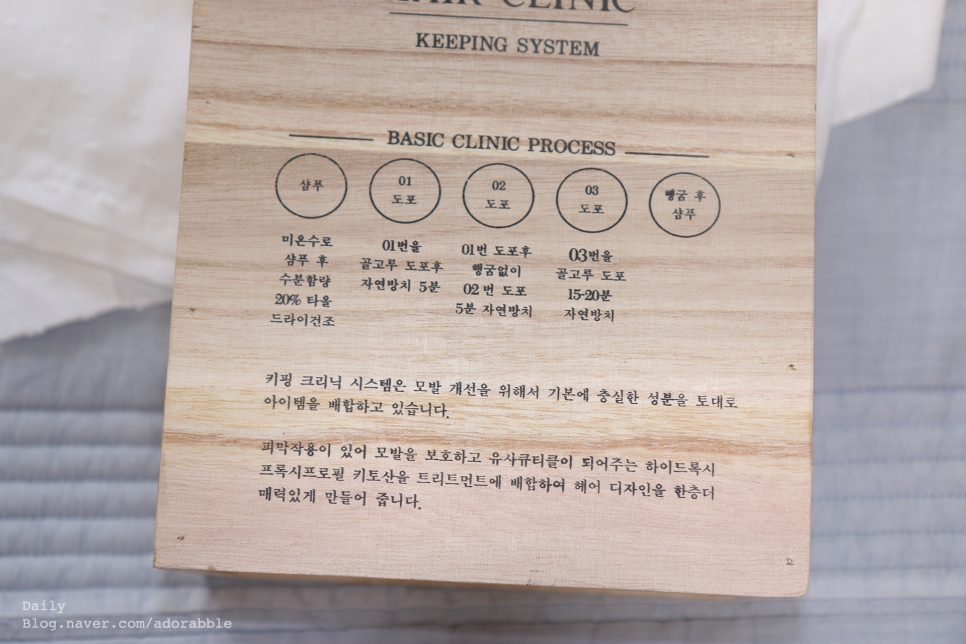 HAIR CLINIC
KEEPING SYSTEM
BASIC CLINIC PROCESS
샴푸
01
도포
02
도포
03
도포
헹굼 후
샴푸
미온수로
샴푸 후
수분함량
20% 타올
드라이건조
01번을
골고루 도포후
자연방치 5분
01번 도포후
헹굼없이
02번 도포
5분 자연방치
03번을
골고루 도포
15-20분
자연방치
키핑 크리닉 시스템은 모발 개선을 위해서 기본에 충실한 성분을 토대로
아이템을 배합하고 있습니다.
피막작용이 있어 모발을 보호하고 유사큐티클이 되어주는 하이드록시
프록시프로필 키토산을 트리트먼트에 배합하여 헤어 디자인을 한층더
매력있게 만들어 줍니다.
Daily
Blog.naver.com/adorabble